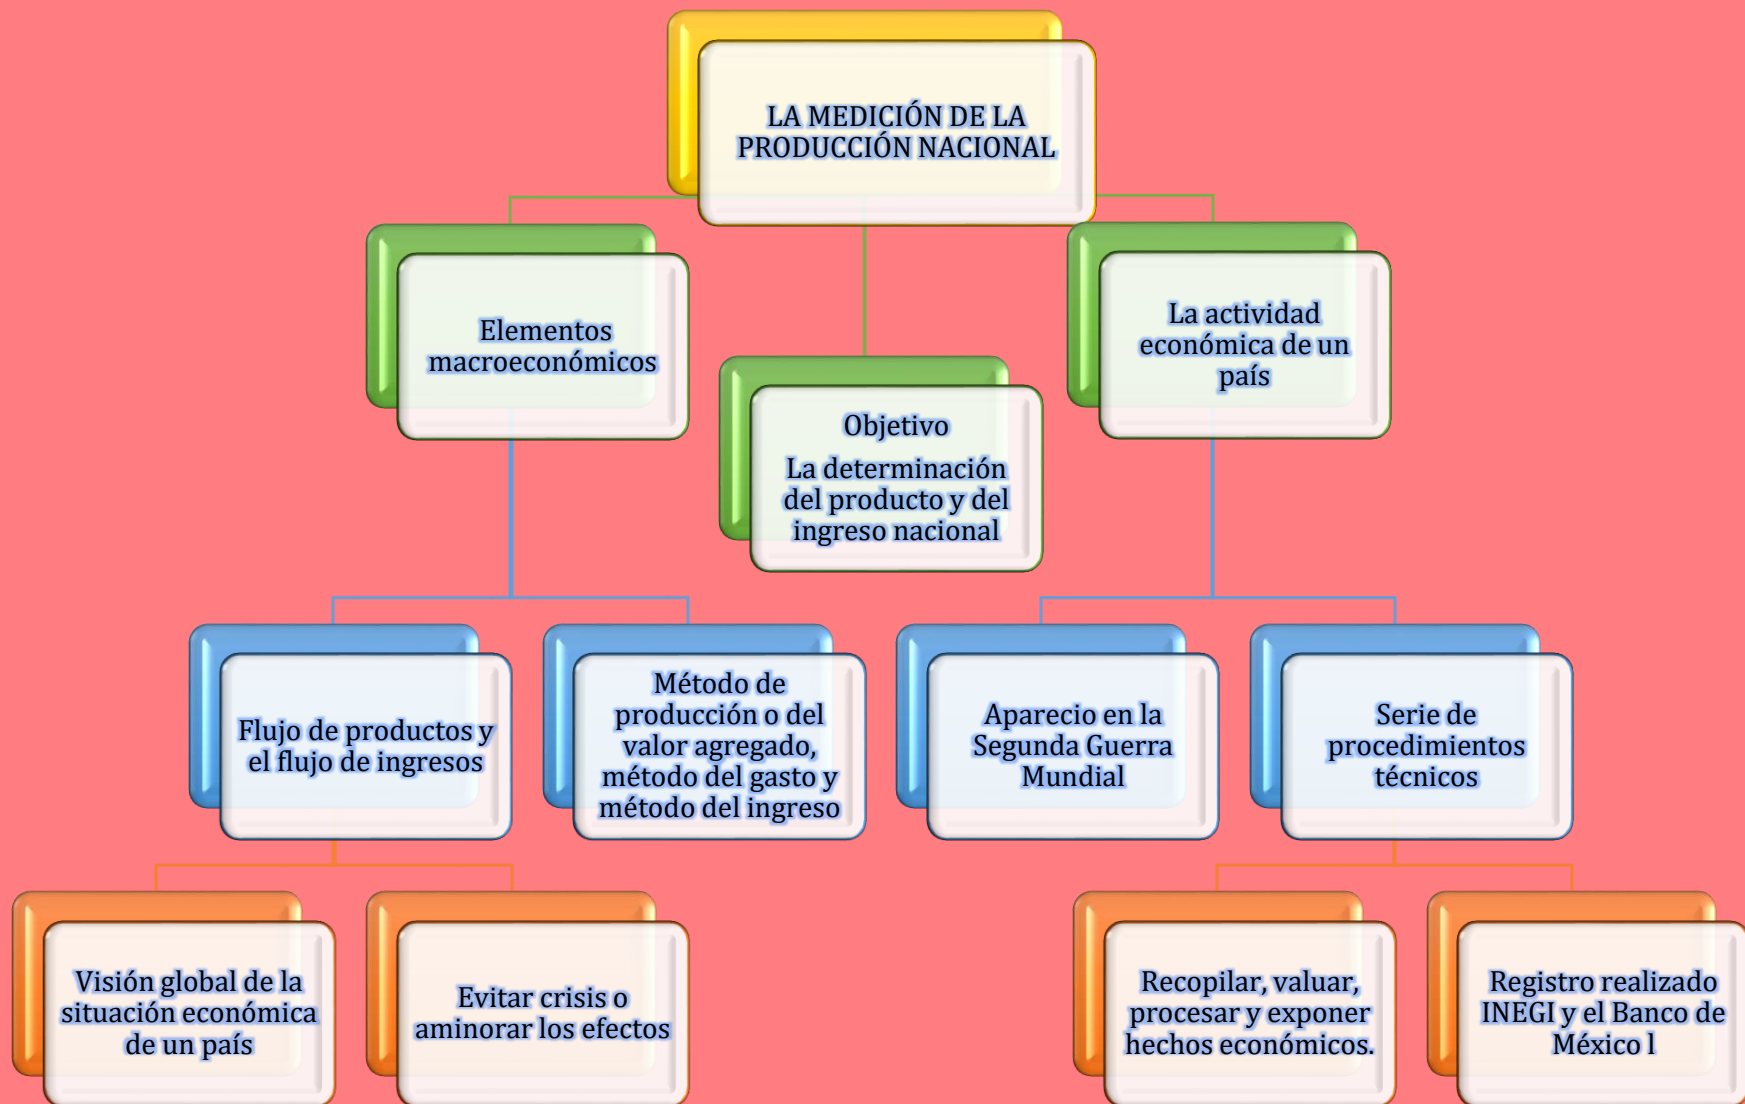 LA MEDICIÓN DE LA
PRODUCCIÓN NACIONAL
Elementos
macroeconómicos
Objetivo
La determinación
del producto y del
ingreso nacional
La actividad
económica de un
país
Flujo de productos y
el flujo de ingresos
Método de
producción o del
valor agregado,
método del gasto y
método del ingreso
Aparecio en la
Segunda Guerra
Mundial
Serie de
procedimientos
técnicos
Visión global de la
situación económica
de un país
Evitar crisis o
aminorar los efectos
Recopilar, valuar,
procesar y exponer
hechos económicos.
Registro realizado
INEGI y el Banco de
México l